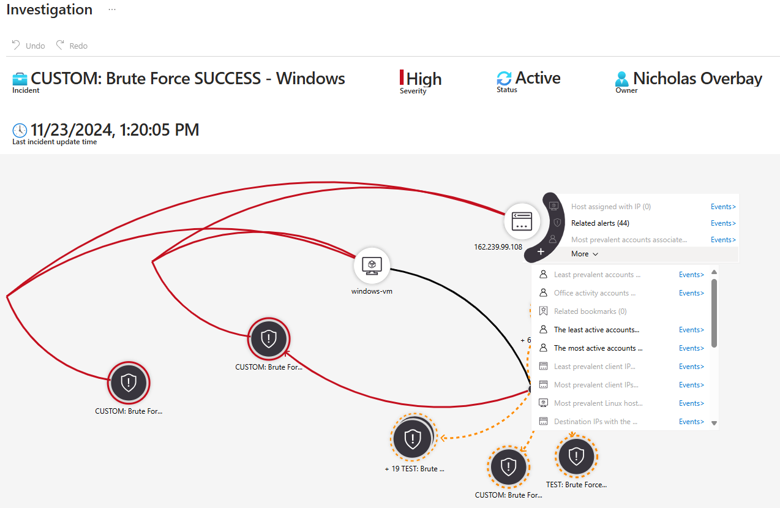 Investigation ...
Undo Redo
CUSTOM: Brute Force SUCCESS - Windows
Incident
High
Severity
Active
Status
Nicholas Overbay
Owner
11/23/2024, 1:20:05 PM
Last incident update time
Host assigned with IP (0) Events>
Related alerts (44) Events>
Most prevalent accounts associate... Events>
More
162.239.99.108
windows-vm
Least prevalent accounts ... Events>
Office activity accounts ... Events>
Related bookmarks (0)
The least active accounts... Events>
The most active accounts ... Events>
Least prevalent client IP... Events>
Most prevalent client IPs... Events>
Most prevalent Linux host... Events>
Destination IPs with the ... Events>
+ 6
CUSTOM: Brute For...
CUSTOM: Brute For...
+ 19 TEST: Brute ...
CUSTOM: Brute For...
TEST: Brute Force...